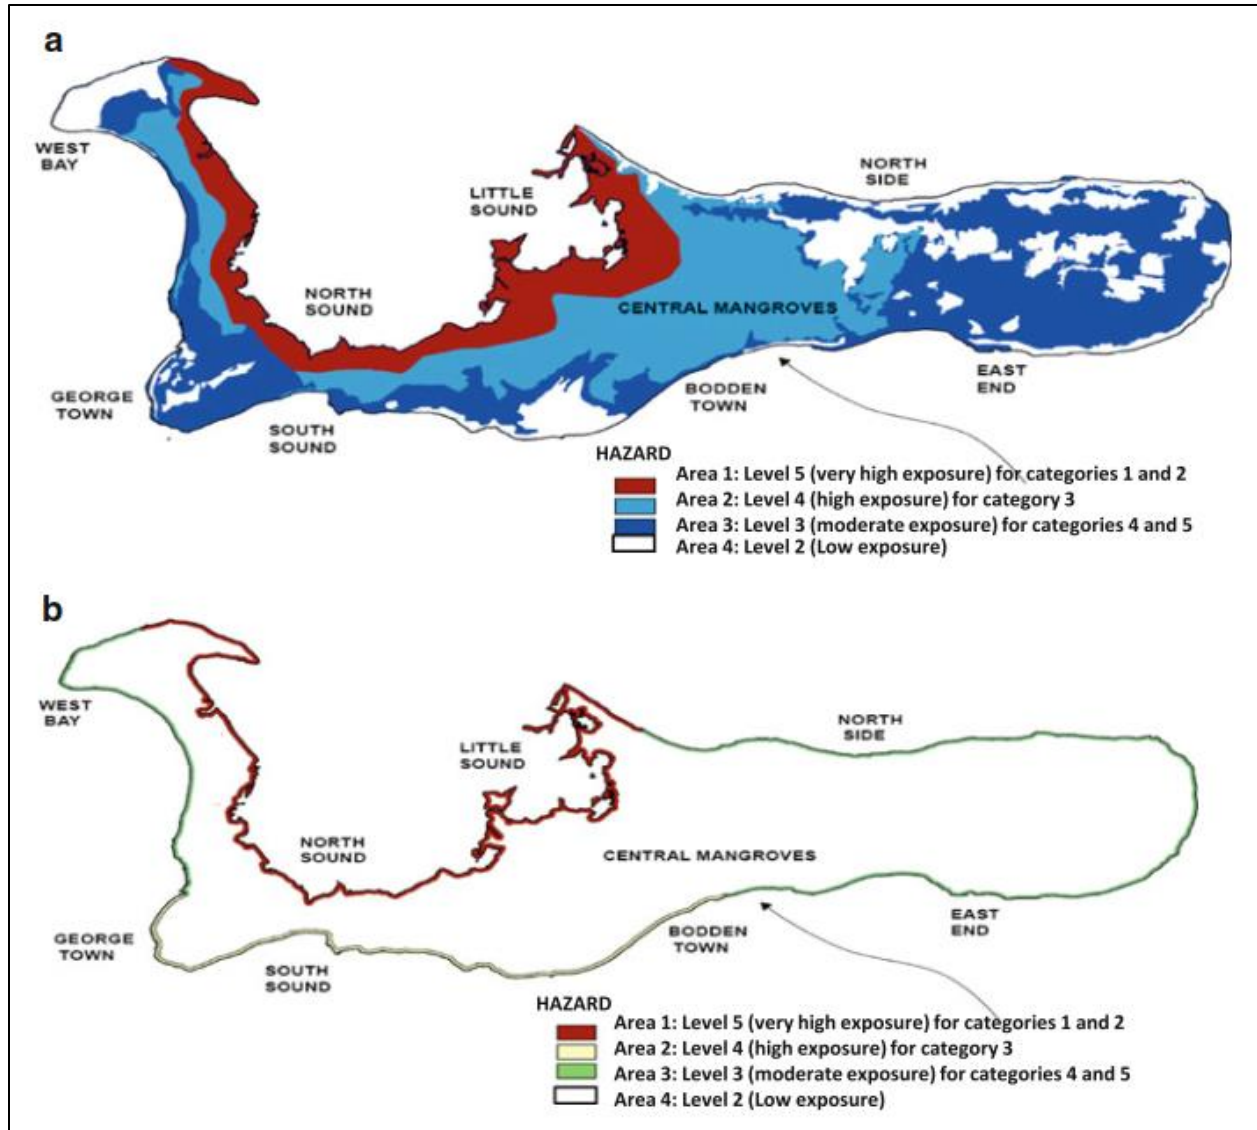 a
WEST
BAY
NORTH
SIDE
LITTLE
SOUND
NORTH
SOUND
CENTRAL MANGROVES
GEORGE
TOWN
SOUTH
SOUND
BODDEN
TOWN
EAST
END
HAZARD
Area 1: Level 5 (very high exposure) for categories 1 and 2
Area 2: Level 4 (high exposure) for category 3
Area 3: Level 3 (moderate exposure) for categories 4 and 5
Area 4: Level 2 (Low exposure)
b
WEST
BAY
NORTH
SIDE
LITTLE
SOUND
NORTH
SOUND
CENTRAL MANGROVES
GEORGE
TOWN
SOUTH
SOUND
BODDEN
TOWN
EAST
END
HAZARD
Area 1: Level 5 (very high exposure) for categories 1 and 2
Area 2: Level 4 (high exposure) for category 3
Area 3: Level 3 (moderate exposure) for categories 4 and 5
Area 4: Level 2 (Low exposure)